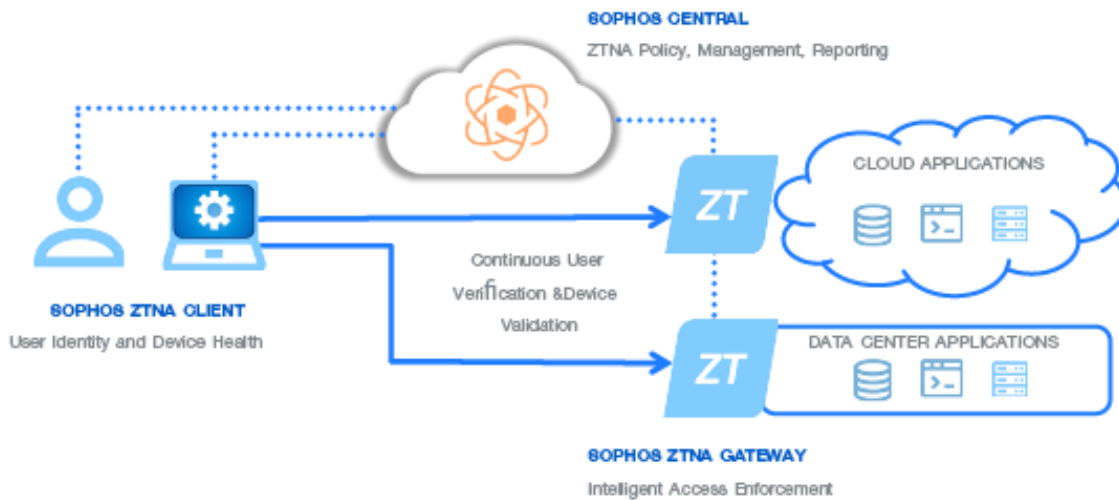 SOPHOS CENTRAL
ZTNA Policy, Management, Reporting
CLOUD APPLICATIONS
ZT
Continuous User
Verification &Device
Validation
SOPHOS ZTNA CLIENT
User Identity and Device Health
DATA CENTER APPLICATIONS
ZT
SOPHOS ZTNA GATEWAY
Intelligent Access Enforcement